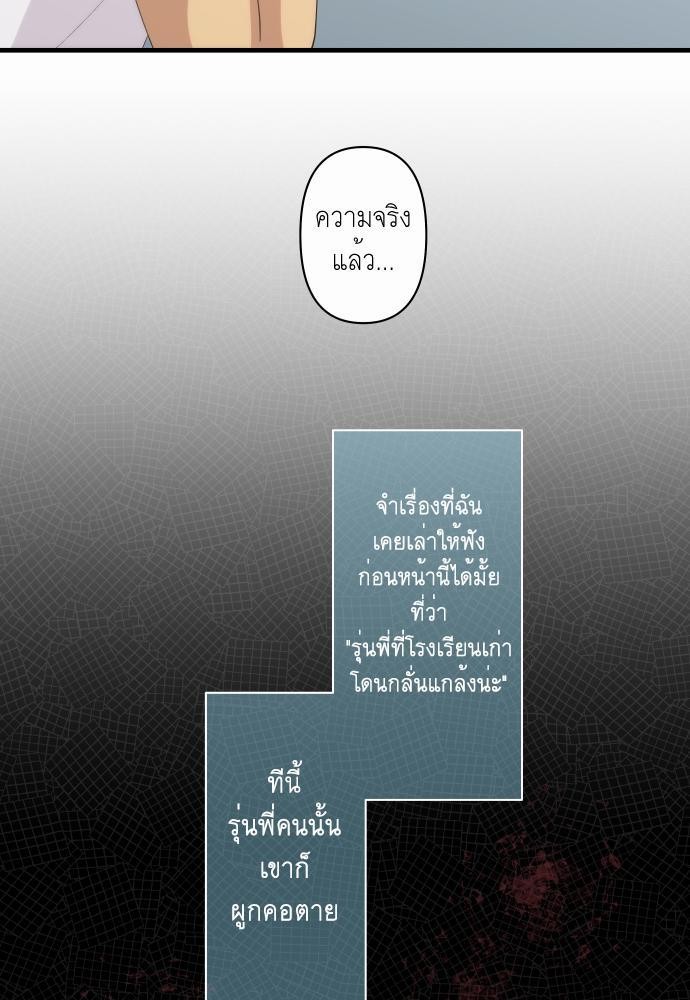 ความจริง
แล้ว...
จำเรื่องที่ฉัน
เคยเล่าให้ฟัง
ก่อนหน้านี้ได้มั้ย
ที่ว่า
"รุ่นพี่ที่โรงเรียนเก่า
โดนกลั่นแกล้งน่ะ"
ทีนี้
รุ่นพี่คนนั้น
เขาก็
ผูกคอตาย